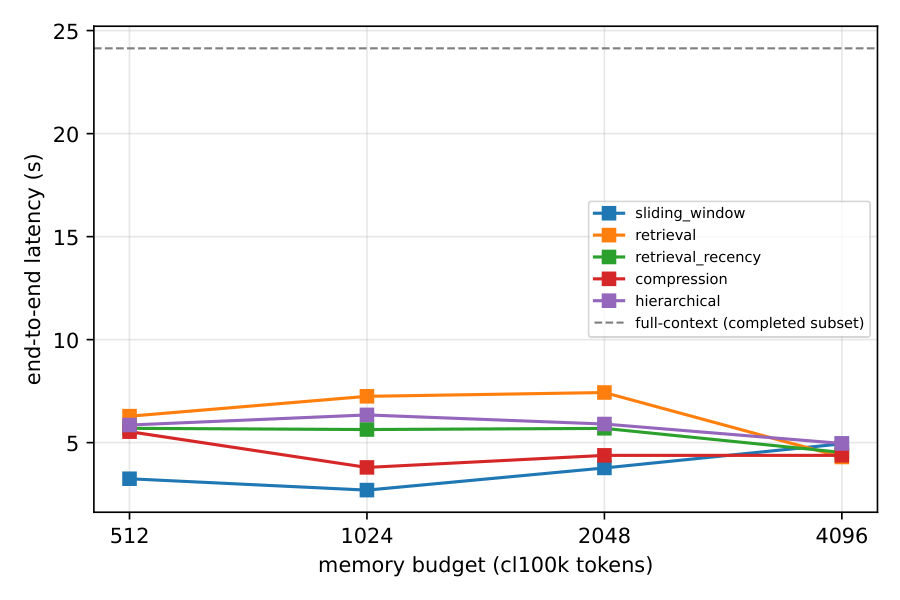 25
20
15
10
5
end-to-end latency (s)
sliding_window
retrieval
retrieval_recency
compression
hierarchical
full-context (completed subset)
512
1024
2048
4096
memory budget (cl100k tokens)